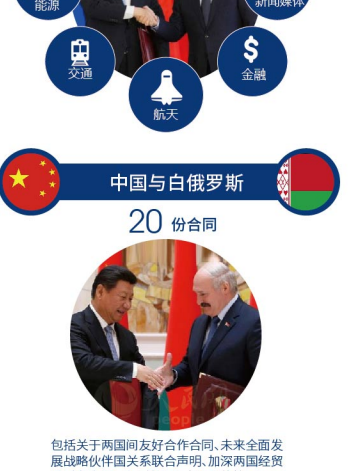 能源
新闻媒体
交通
$
金融
航天
中国与白俄罗斯
20 份合同
people
包括关于两国间友好合作合同、未来全面发
展战略伙伴国关系联合声明、加深两国经贸